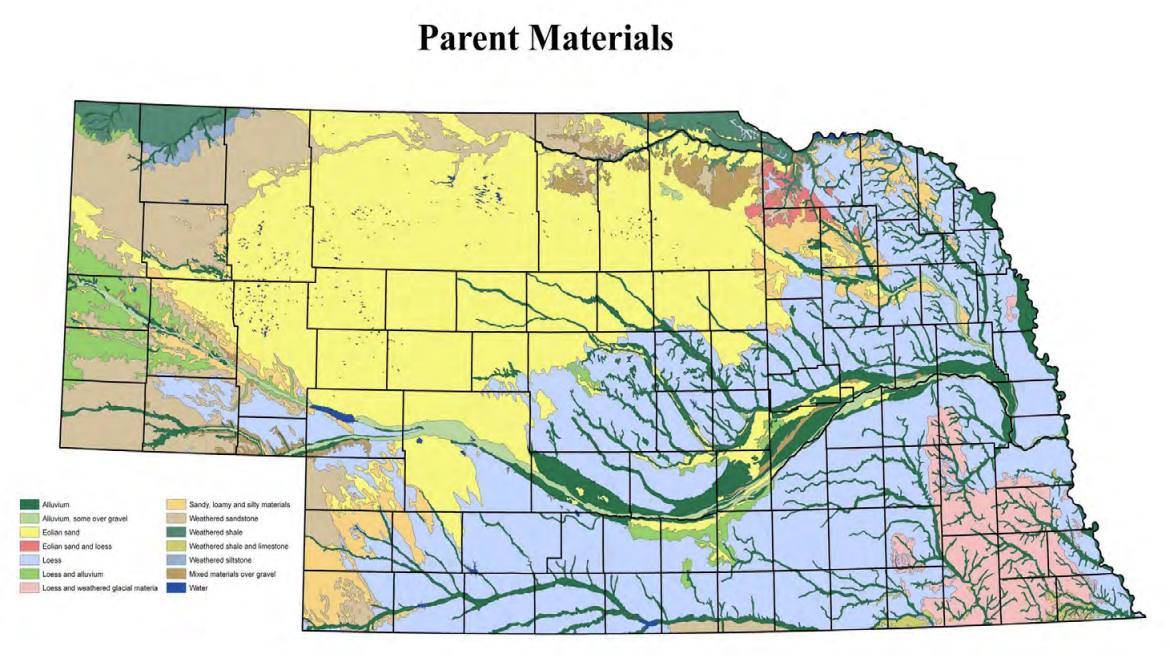 Parent Materials
Alluvium
Alluvium, some over gravel
Eolian sand
Eolian sand and loess
Loess
Loess and alluvium
Loess and weathered glacial materia
Sandy, loamy and silty materials
Weathered sandstone
Weathered shale
Weathered shale and limestone
Weathered siltstone
Mixed materials over gravel
Water